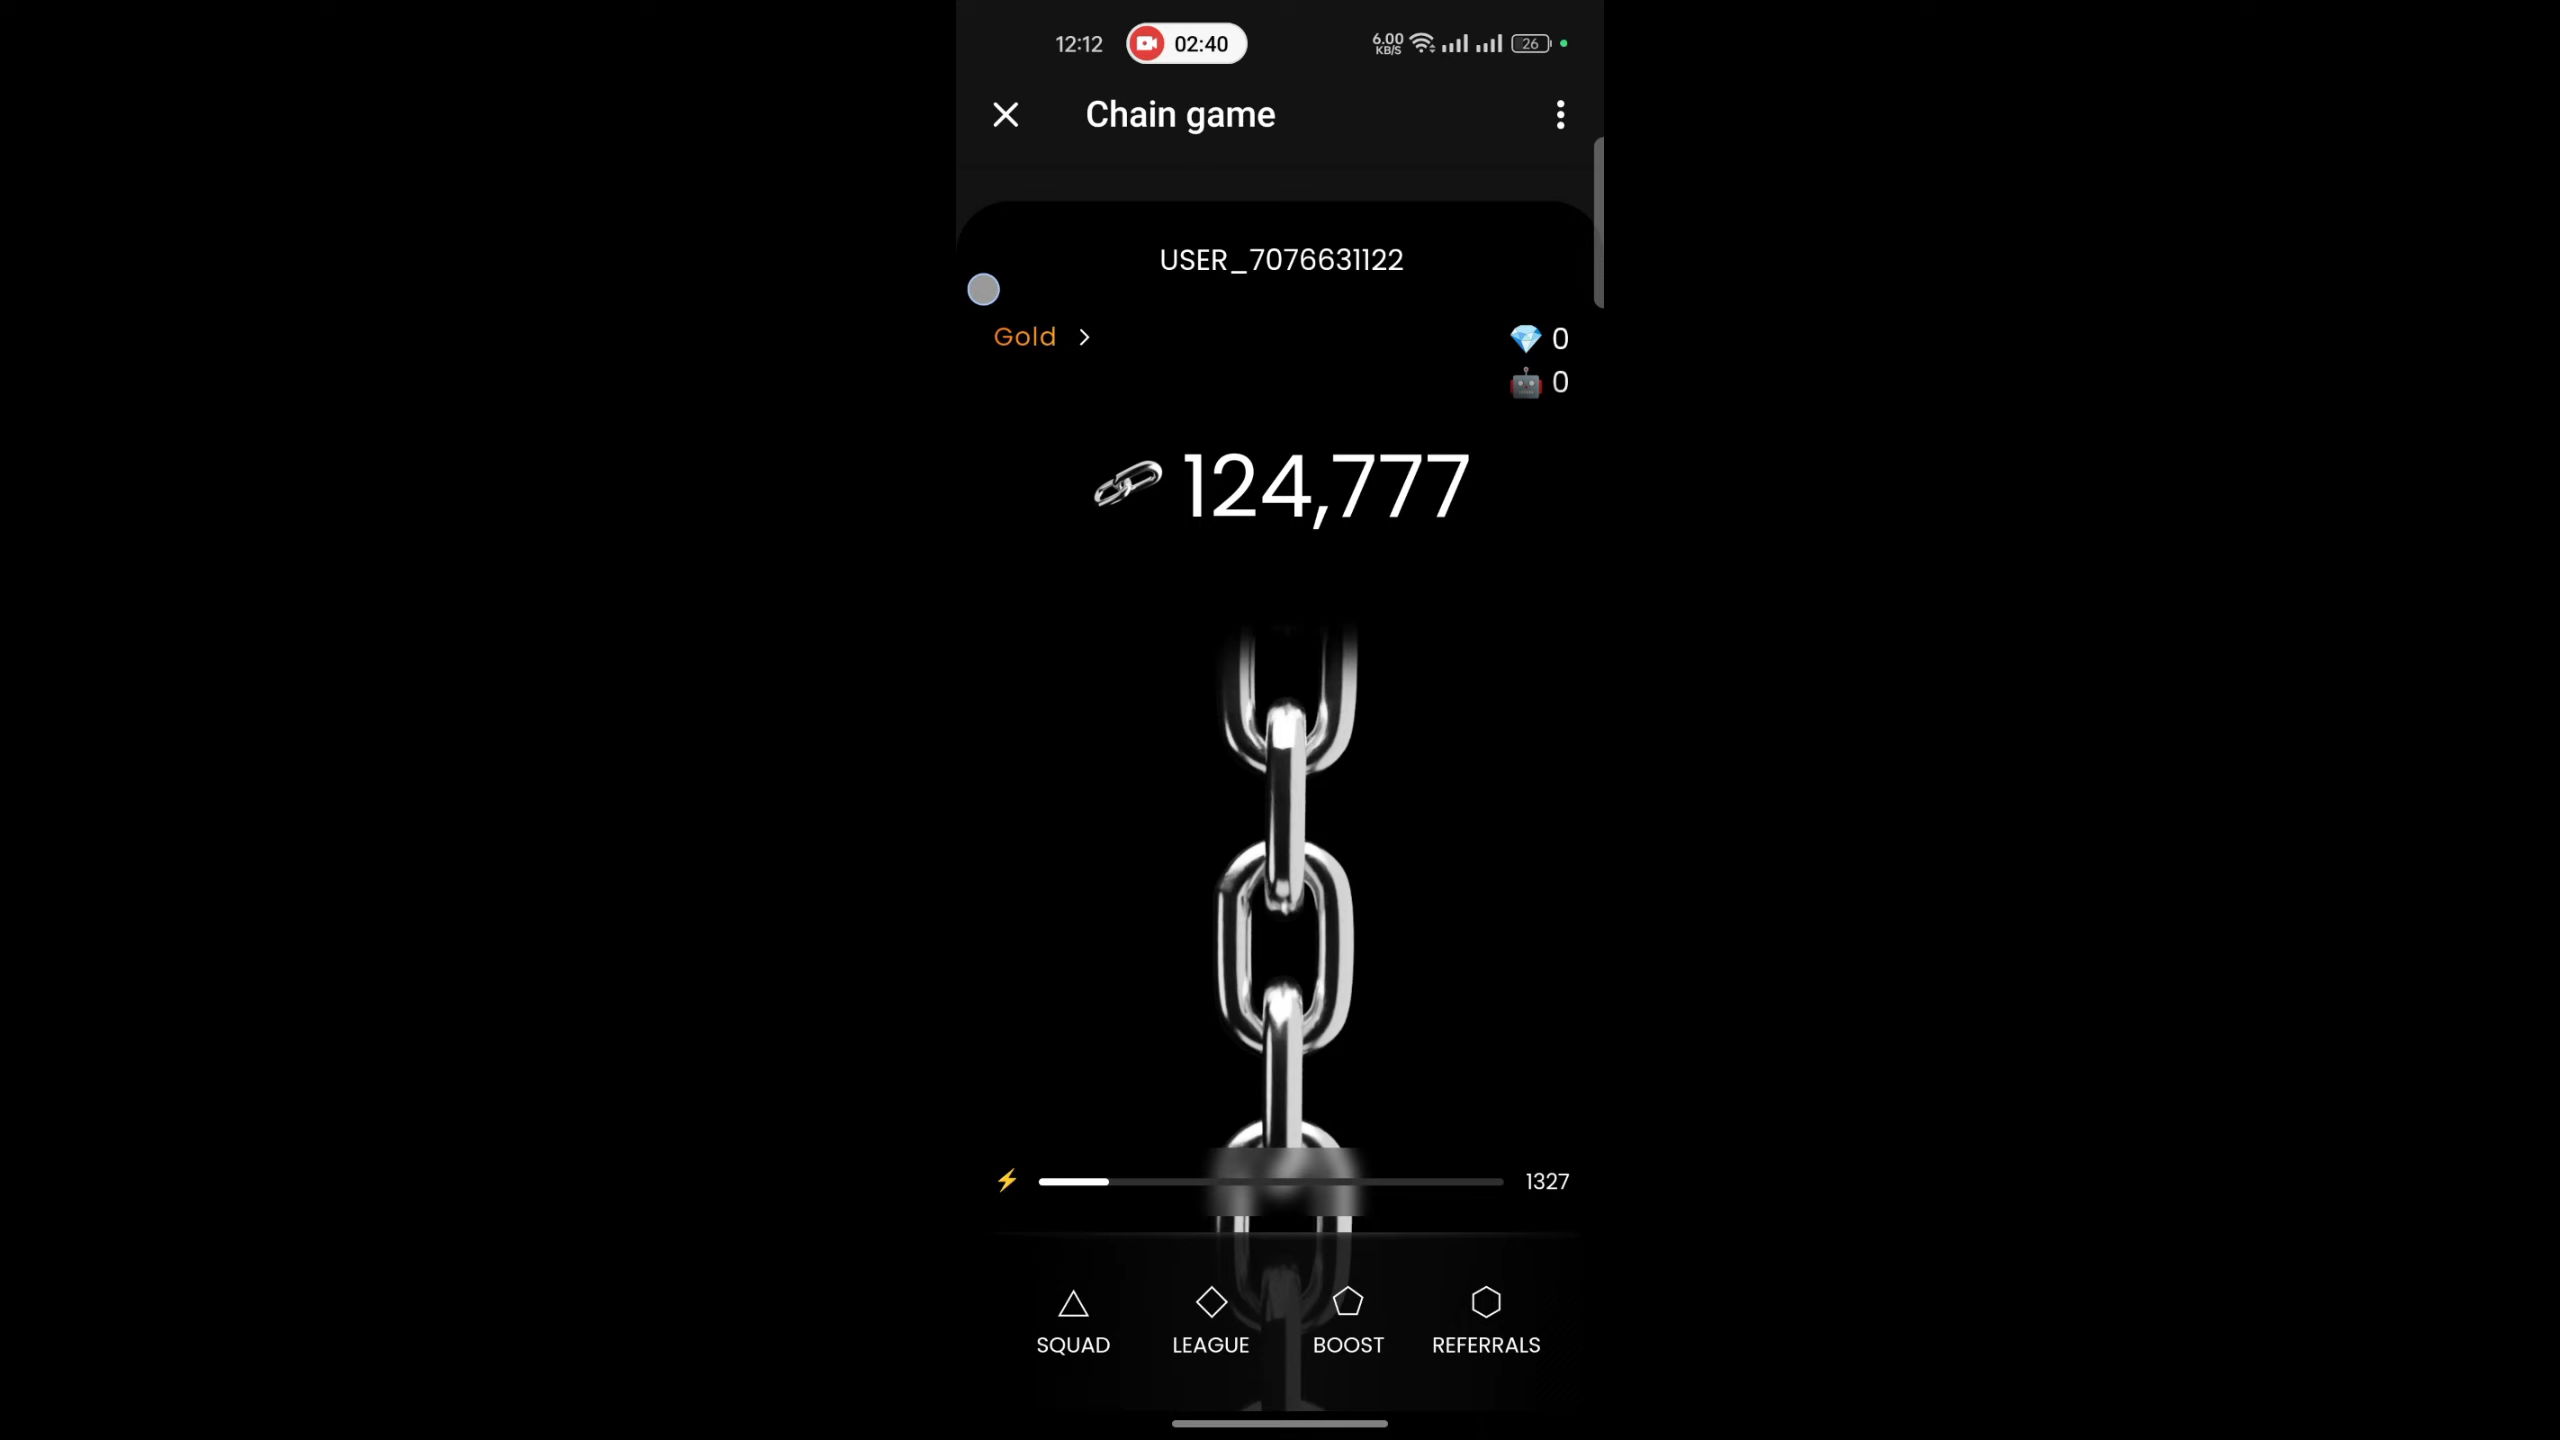 12:12 02:40 6.00 KB/S 26
Chain game
USER_7076631122
Gold
0
0
124,777
1327
SQUAD LEAGUE BOOST REFERRALS